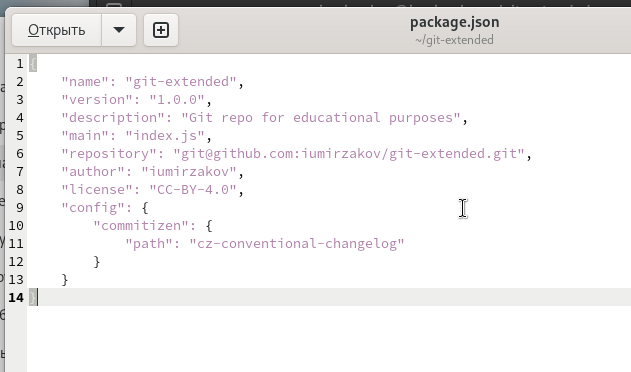 Открыть
package.json
~/git-extended
1 {
2     "name": "git-extended",
3     "version": "1.0.0",
4     "description": "Git repo for educational purposes",
5     "main": "index.js",
6     "repository": "git@github.com:iumirzakov/git-extended.git",
7     "author": "iumirzakov",
8     "license": "CC-BY-4.0",
9     "config": {
10         "commitizen": {
11             "path": "cz-conventional-changelog"
12         }
13     }
14 }